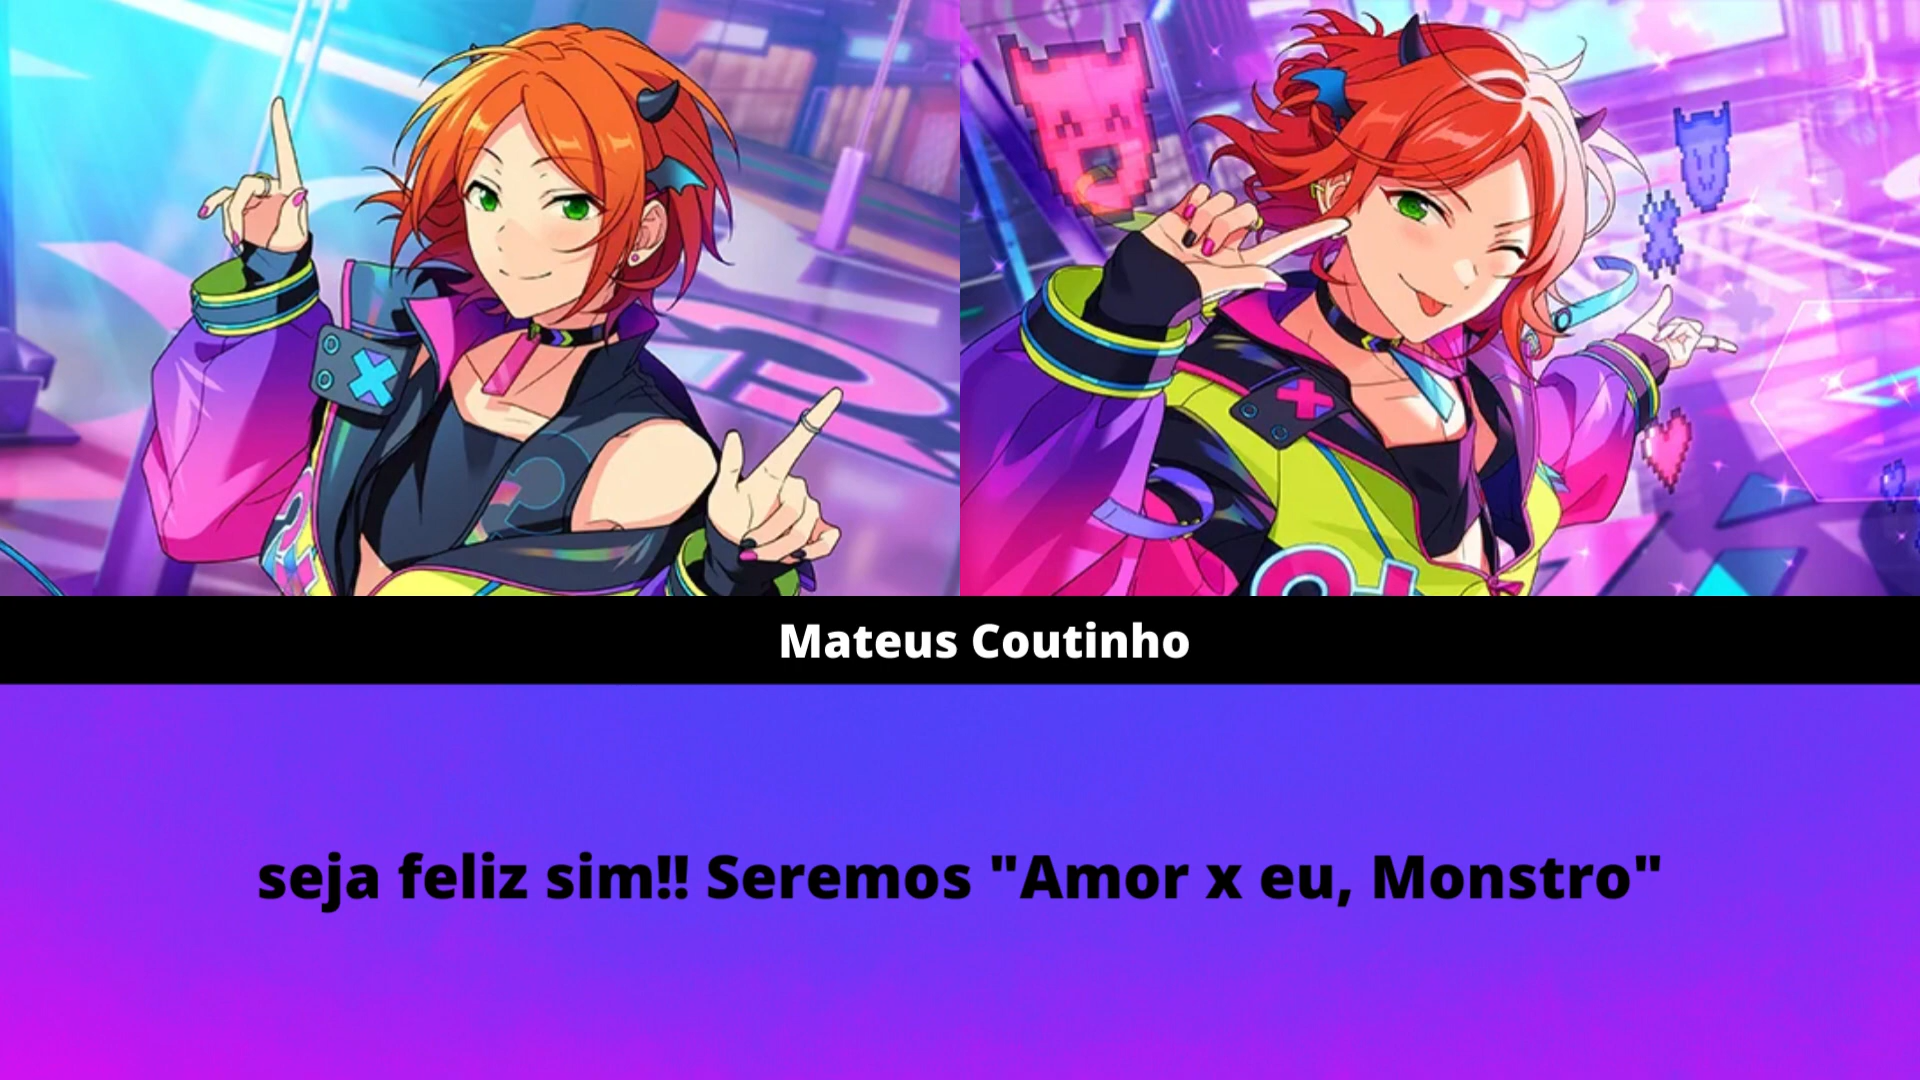 Mateus Coutinho
seja feliz sim!! Seremos "Amor x eu, Monstro"